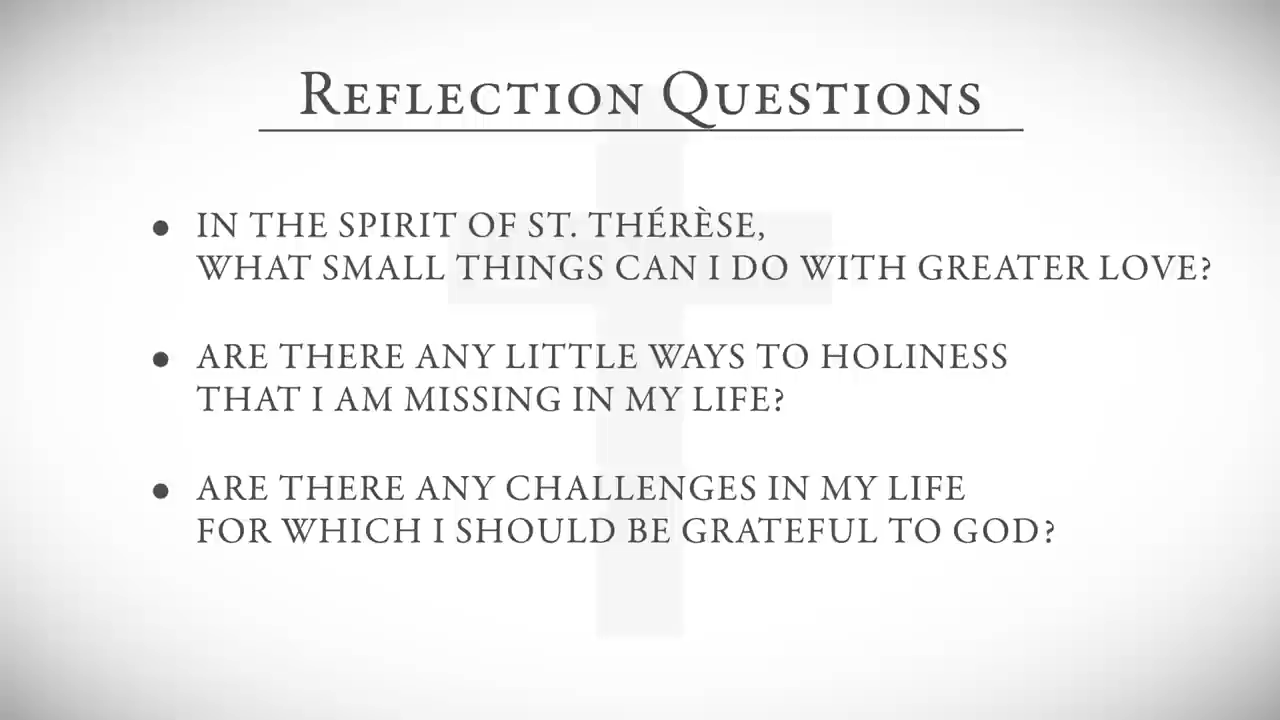 REFLECTION QUESTIONS
• IN THE SPIRIT OF ST. THÉRÈSE,
WHAT SMALL THINGS CAN I DO WITH GREATER LOVE?
• ARE THERE ANY LITTLE WAYS TO HOLINESS
THAT I AM MISSING IN MY LIFE?
• ARE THERE ANY CHALLENGES IN MY LIFE
FOR WHICH I SHOULD BE GRATEFUL TO GOD?